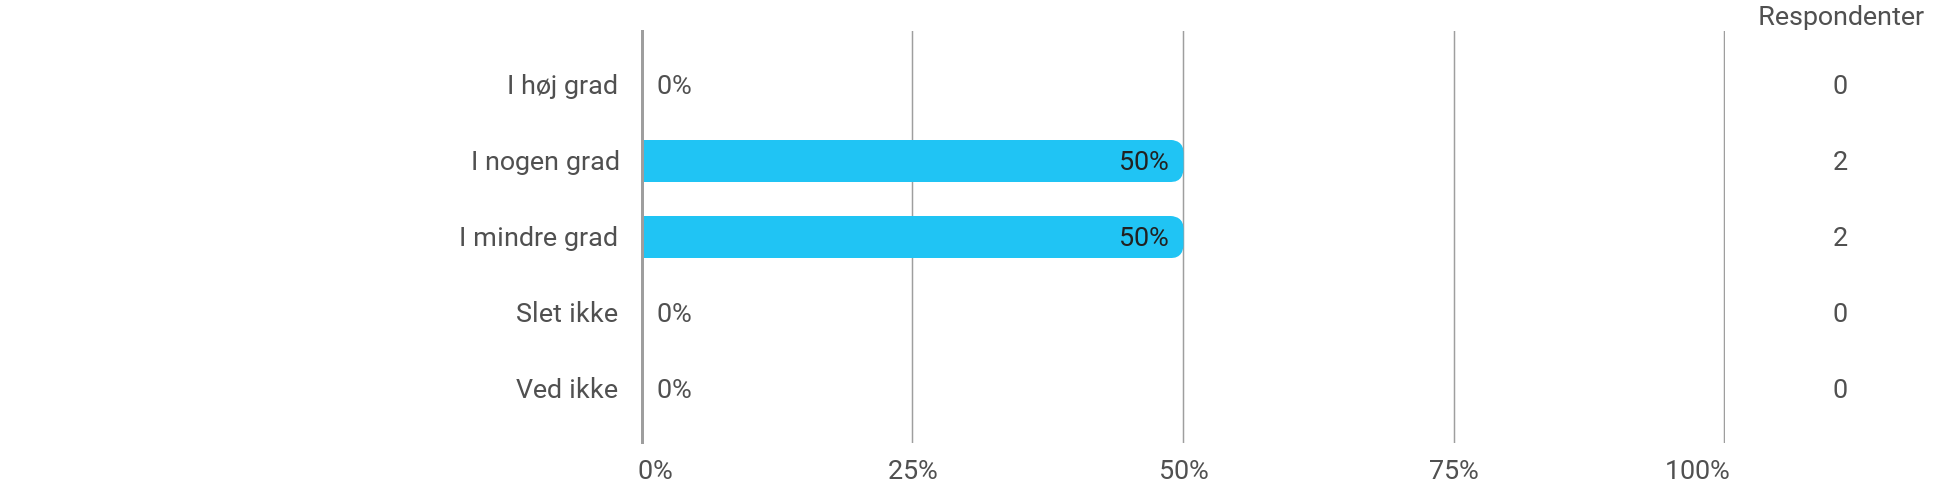 Respondenter
I høj grad 0% 0
I nogen grad 50% 2
I mindre grad 50% 2
Slet ikke 0% 0
Ved ikke 0% 0
0% 25% 50% 75% 100%